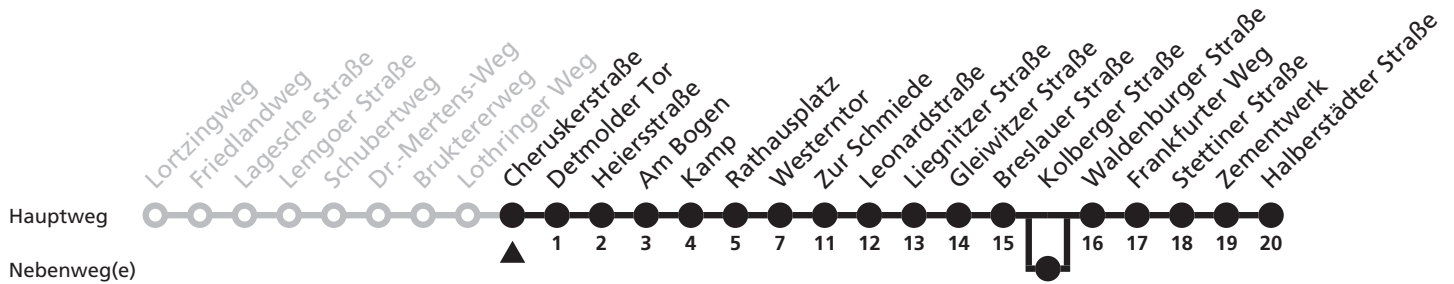 Lortzingweg
Friedlandweg
Lagesche Straße
Lemgoer Straße
Schubertweg
Dr.-Mertens-Weg
Bruktererweg
Lothringer Weg
Cheruskerstraße
Detmolder Tor
Heiersstraße
Am Bogen
Kamp
Rathausplatz
Westerntor
Zur Schmiede
Leonardstraße
Liegnitzer Straße
Gleiwitzer Straße
Breslauer Straße
Kolberger Straße
Waldenburger Straße
Frankfurter Weg
Stettiner Straße
Zementwerk
Halberstädter Straße
Hauptweg
1 2 3 4 5 7 11 12 13 14 15 16 17 18 19 20
Nebenweg(e)